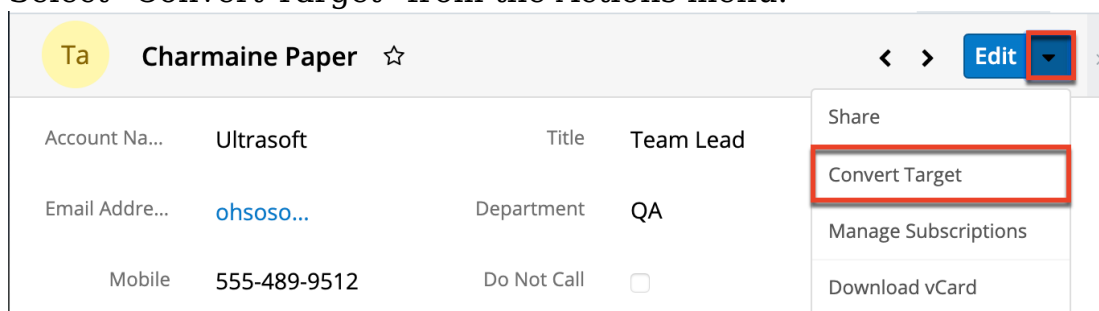 Select "Convert Target" from the Actions menu.
Ta Charmaine Paper Edit
Share
Account Na... Ultrasoft Title Team Lead
Convert Target
Email Addre... ohsoso... Department QA
Manage Subscriptions
Mobile 555-489-9512 Do Not Call
Download vCard